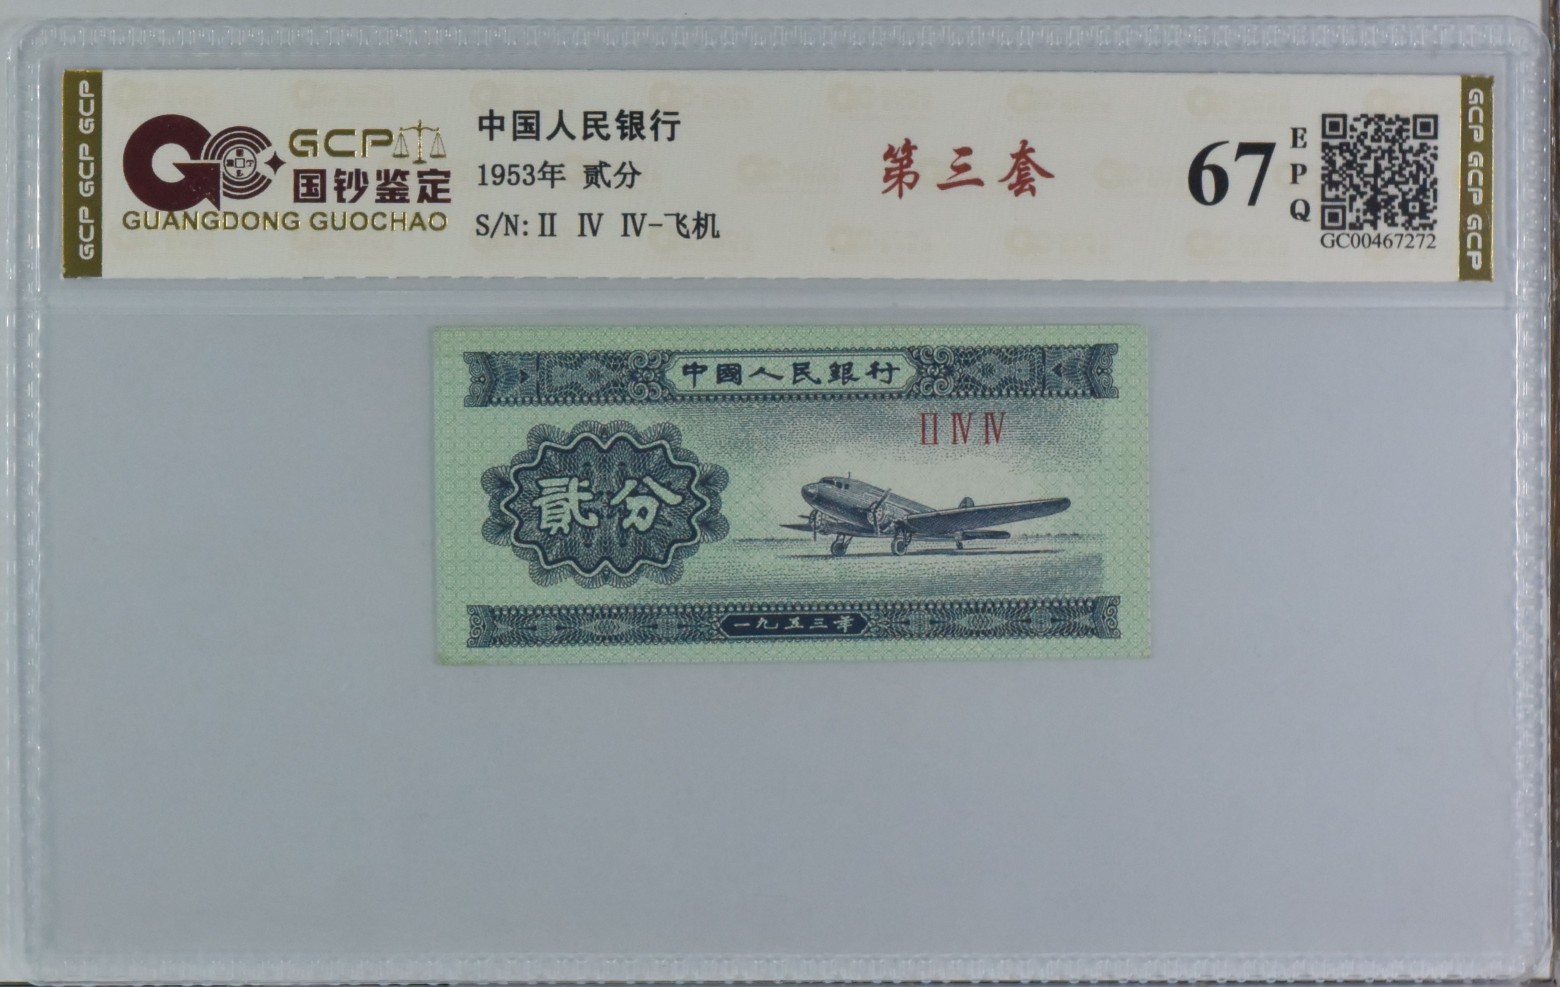 GCP GCP GCP
GCP
国钞鉴定
GUANGDONG GUOCHAO
中国人民银行
1953年 贰分
S/N: II IV IV-飞机
第三套
67
EPQ
GC00467272
GCP GCP GCP
中國人民銀行
II IV IV
貳分
一九五三年